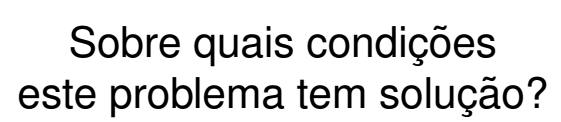 Sobre quais condições
este problema tem solução?